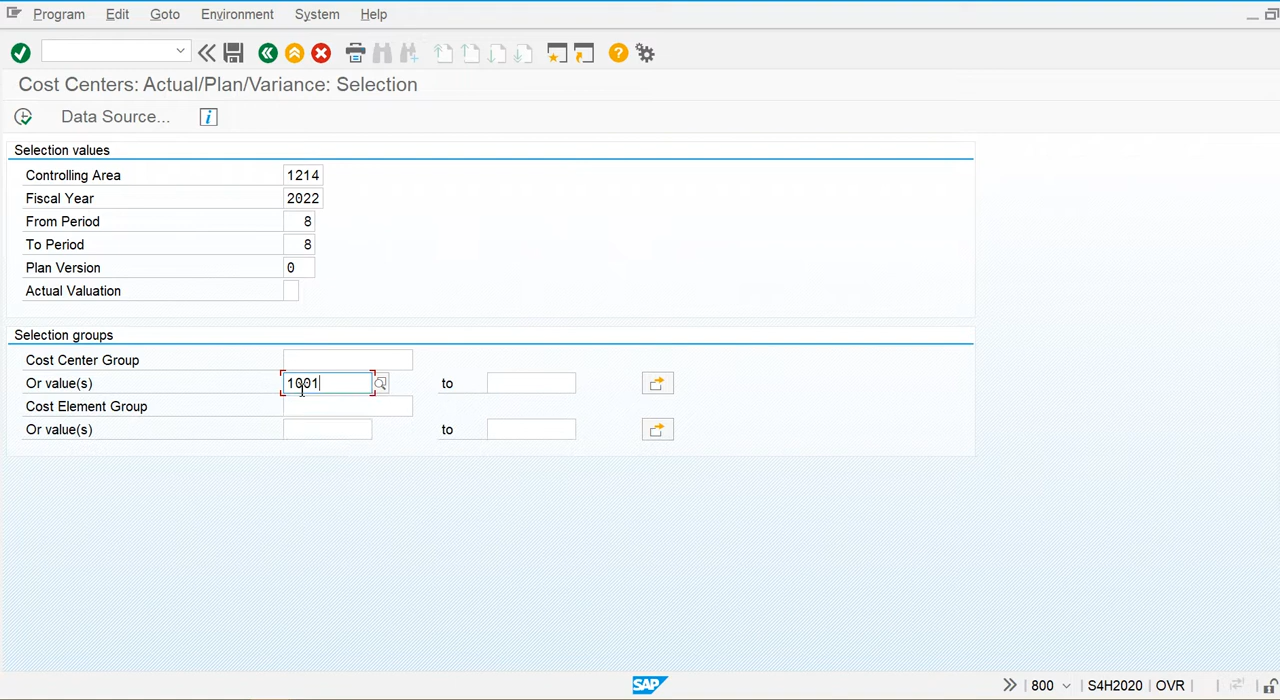 Program Edit Goto Environment System Help
Cost Centers: Actual/Plan/Variance: Selection
Data Source...
Selection values
Controlling Area 1214
Fiscal Year 2022
From Period 8
To Period 8
Plan Version 0
Actual Valuation
Selection groups
Cost Center Group
Or value(s) 1001 to
Cost Element Group
Or value(s) to
SAP 800 S4H2020 OVR